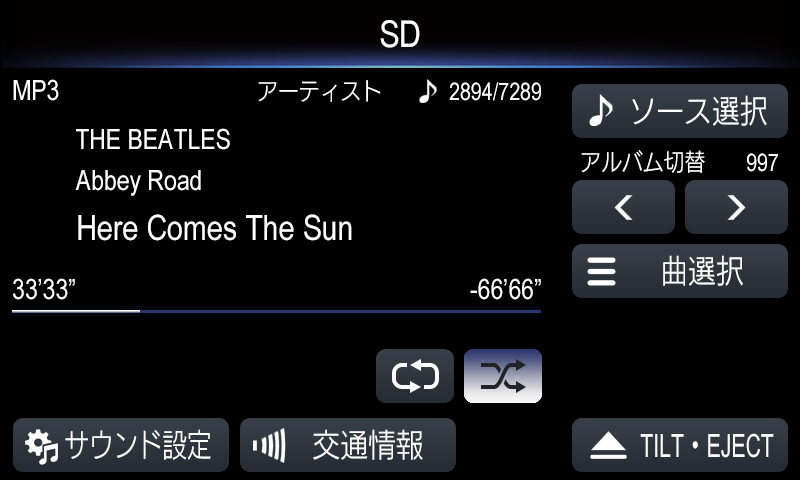 SD
MP3 アーティスト 2894/7289
THE BEATLES
Abbey Road
Here Comes The Sun
33’33” -66’66”
ソース選択
アルバム切替 997
曲選択
サウンド設定 交通情報 TILT・EJECT